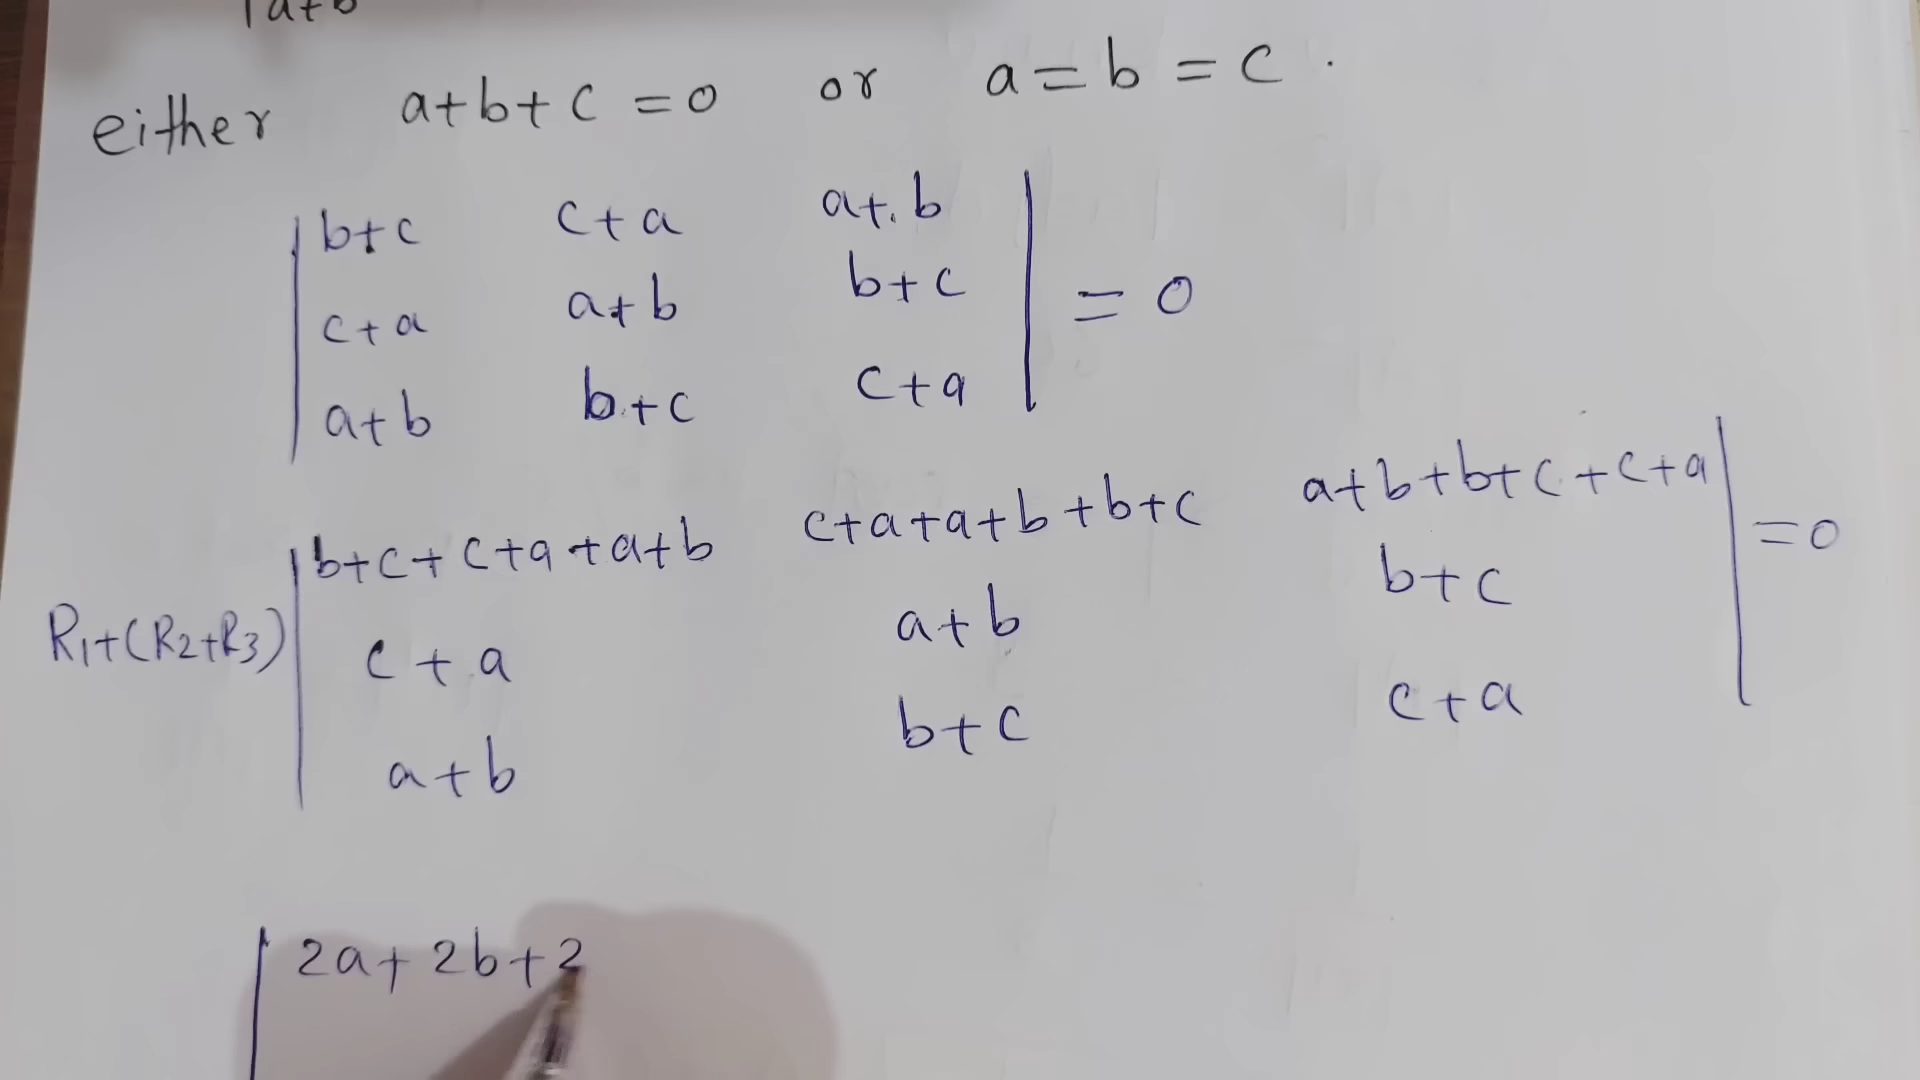 a+b
either a+b+c=0 or a=b=c.
b+c c+a a+b
c+a a+b b+c =0
a+b b+c c+a
b+c+c+a+a+b c+a+a+b+b+c a+b+b+c+c+a
R1+(R2+R3) c+a a+b b+c =0
a+b b+c c+a
2a+2b+2